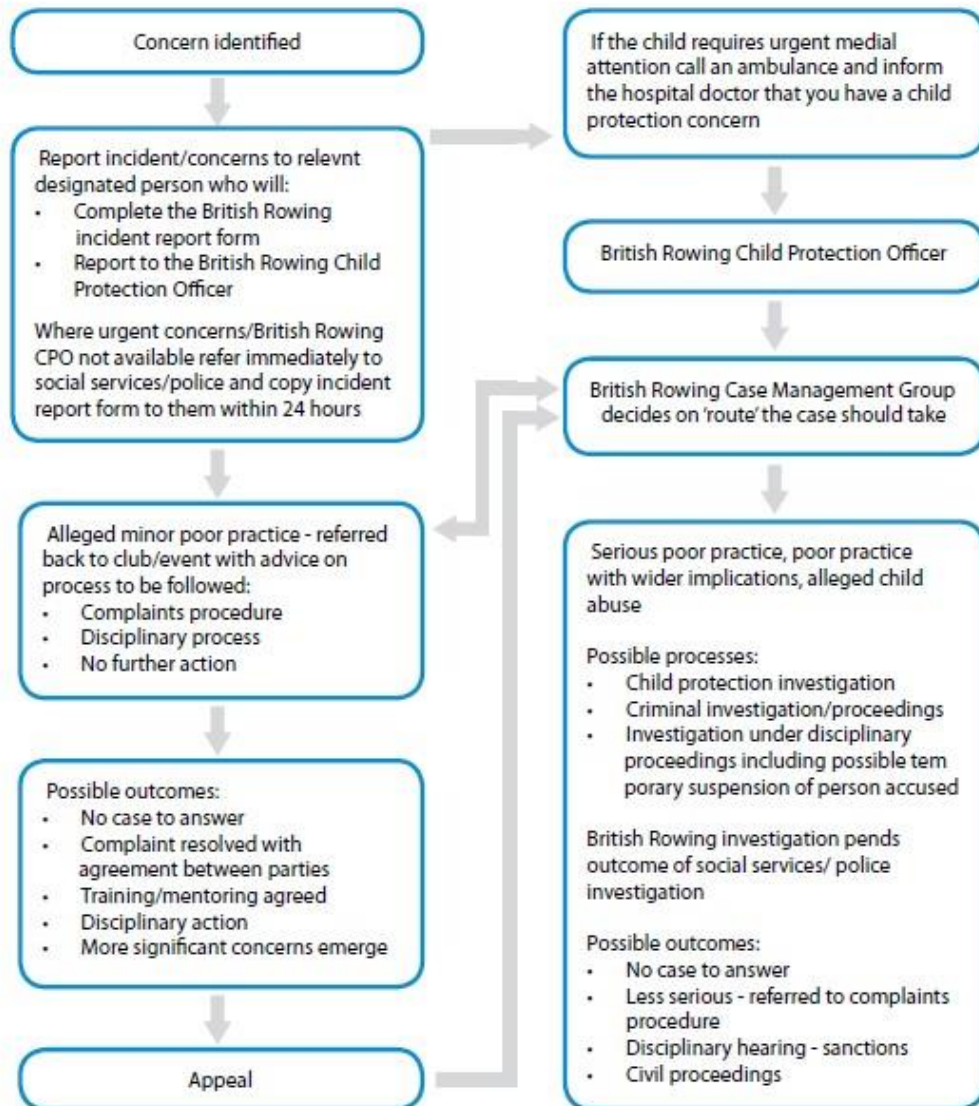 Concern identified
Report incident/concerns to relevnt
designated person who will:
• Complete the British Rowing
incident report form
• Report to the British Rowing Child
Protection Officer
Where urgent concerns/British Rowing
CPO not available refer immediately to
social services/police and copy incident
report form to them within 24 hours
Alleged minor poor practice - referred
back to club/event with advice on
process to be followed:
• Complaints procedure
• Disciplinary process
• No further action
Possible outcomes:
• No case to answer
• Complaint resolved with
agreement between parties
• Training/mentoring agreed
• Disciplinary action
• More significant concerns emerge
Appeal
If the child requires urgent medial
attention call an ambulance and inform
the hospital doctor that you have a child
protection concern
British Rowing Child Protection Officer
British Rowing Case Management Group
decides on ‘route’ the case should take
Serious poor practice, poor practice
with wider implications, alleged child
abuse
Possible processes:
• Child protection investigation
• Criminal investigation/proceedings
• Investigation under disciplinary
proceedings including possible tem
porary suspension of person accused
British Rowing investigation pends
outcome of social services/ police
investigation
Possible outcomes:
• No case to answer
• Less serious - referred to complaints
procedure
• Disciplinary hearing - sanctions
• Civil proceedings